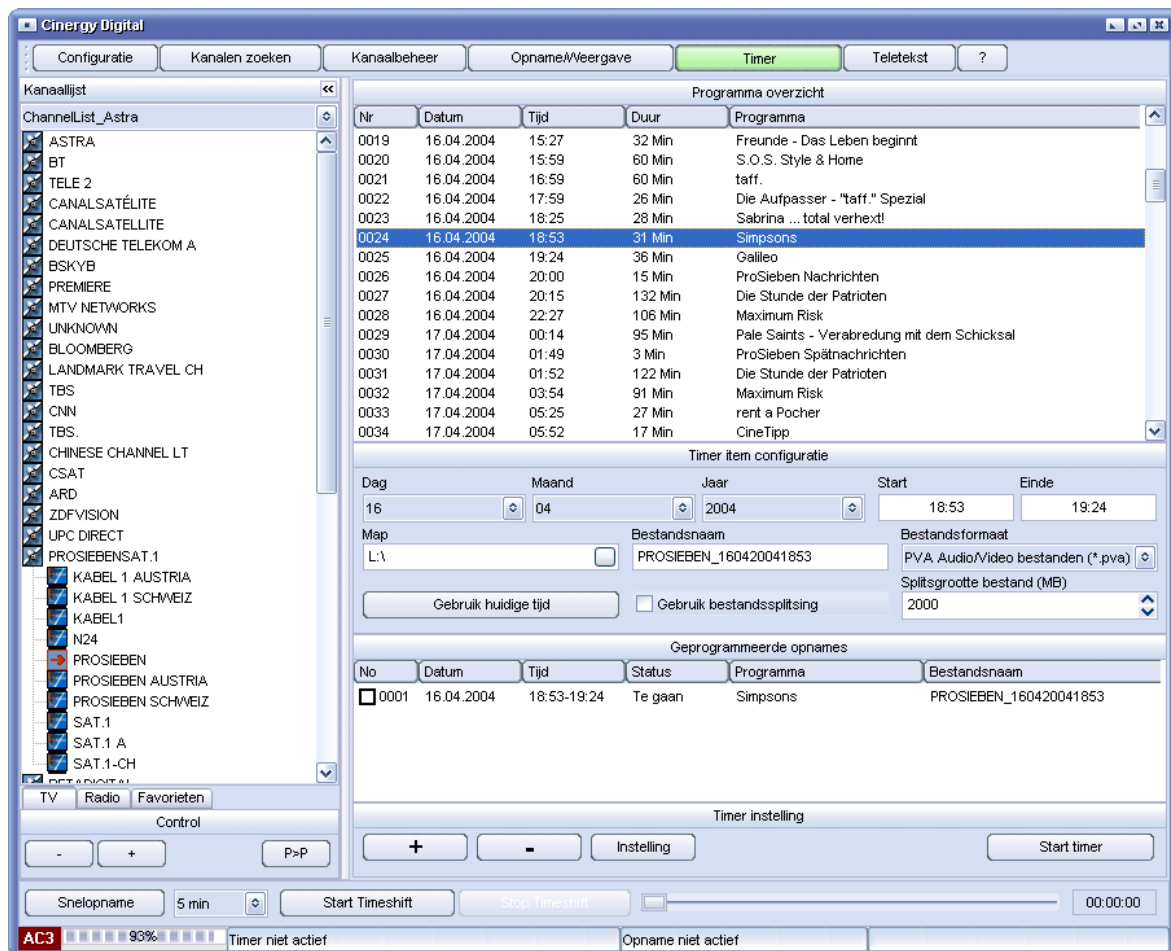 Cinergy Digital
Configuratie Kanalen zoeken Kanaalbeheer Opname/Weergave Timer Teletekst ?
Kanaallijst
ChannelList_Astra
ASTRA
BT
TELE 2
CANALSATÉLITE
CANALSATELLITE
DEUTSCHE TELEKOM A
BSKYB
PREMIERE
MTV NETWORKS
UNKNOWN
BLOOMBERG
LANDMARK TRAVEL CH
TBS
CNN
TBS.
CHINESE CHANNEL LT
CSAT
ARD
ZDFVISION
UPC DIRECT
PROSIEBENSAT.1
KABEL 1 AUSTRIA
KABEL 1 SCHWEIZ
KABEL1
N24
PROSIEBEN
PROSIEBEN AUSTRIA
PROSIEBEN SCHWEIZ
SAT.1
SAT.1 A
SAT.1-CH
TV Radio Favorieten
Control
- + P>P
Programma overzicht
Nr Datum Tijd Duur Programma
0019 16.04.2004 15:27 32 Min Freunde - Das Leben beginnt
0020 16.04.2004 15:59 60 Min S.O.S. Style & Home
0021 16.04.2004 16:59 60 Min taff.
0022 16.04.2004 17:59 26 Min Die Aufpasser - "taff." Spezial
0023 16.04.2004 18:25 28 Min Sabrina ... total verhext!
0024 16.04.2004 18:53 31 Min Simpsons
0025 16.04.2004 19:24 36 Min Galileo
0026 16.04.2004 20:00 15 Min ProSieben Nachrichten
0027 16.04.2004 20:15 132 Min Die Stunde der Patrioten
0028 16.04.2004 22:27 106 Min Maximum Risk
0029 17.04.2004 00:14 95 Min Pale Saints - Verabredung mit dem Schicksal
0030 17.04.2004 01:49 3 Min ProSieben Spätnachrichten
0031 17.04.2004 01:52 122 Min Die Stunde der Patrioten
0032 17.04.2004 03:54 91 Min Maximum Risk
0033 17.04.2004 05:25 27 Min rent a Pocher
0034 17.04.2004 05:52 17 Min CineTipp
Timer item configuratie
Dag Maand Jaar Start Einde
16 04 2004 18:53 19:24
Map Bestandsnaam Bestandsformaat
L:\ PROSIEBEN_160420041853 PVA Audio/Video bestanden (*.pva)
Splitsgrootte bestand (MB)
Gebruik huidige tijd Gebruik bestandssplitsing 2000
Geprogrammeerde opnames
No Datum Tijd Status Programma Bestandsnaam
0001 16.04.2004 18:53-19:24 Te gaan Simpsons PROSIEBEN_160420041853
Timer instelling
+ - Instelling Start timer
Snelopname 5 min Start Timeshift Stop Timeshift 00:00:00
AC3 93% Timer niet actief Opname niet actief